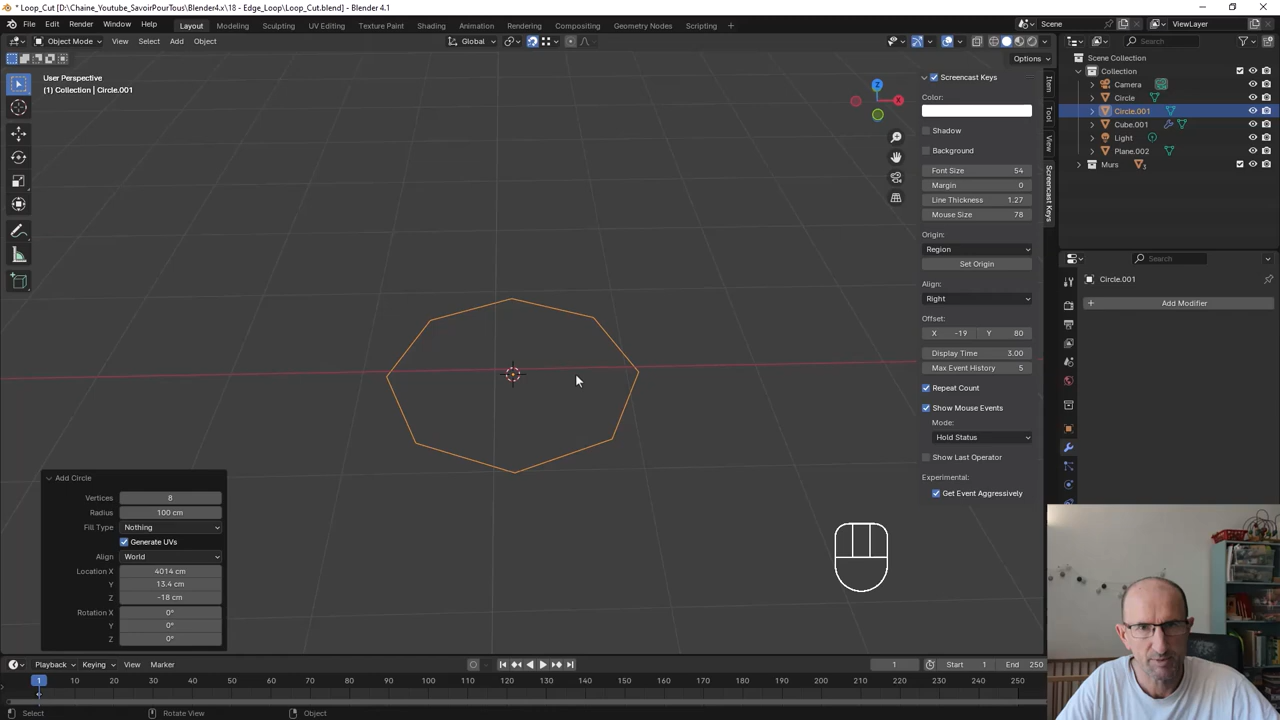 * Loop_Cut [D:\Chaine_Youtube_SavoirPourTous\Blender4.x\18 - Edge_Loop\Loop_Cut.blend] - Blender 4.1
File Edit Render Window Help Layout Modeling Sculpting UV Editing Texture Paint Shading Animation Rendering Compositing Geometry Nodes Scripting Scene ViewLayer
Object Mode View Select Add Object Global Search
Options
User Perspective
(1) Collection | Circle.001
Z
X
Screencast Keys
Color:
Shadow
Background
Font Size 54
Margin 0
Line Thickness 1.27
Mouse Size 78
Origin:
Region
Set Origin
Align:
Right
Offset:
X -19 Y 80
Display Time 3.00
Max Event History 5
Repeat Count
Show Mouse Events
Mode:
Hold Status
Show Last Operator
Experimental:
Get Event Aggressively
Item
Tool
View
Screencast Keys
Scene Collection
Collection
Camera
Circle
Circle.001
Cube.001
Light
Plane.002
Murs 3
Search
Circle.001
Add Modifier
Add Circle
Vertices 8
Radius 100 cm
Fill Type Nothing
Generate UVs
Align World
Location X 4014 cm
Y 13.4 cm
Z -18 cm
Rotation X 0°
Y 0°
Z 0°
Playback Keying View Marker 1 Start 1 End 250
1 10 20 30 40 50 60 70 80 90 100 110 120 130 140 150 160 170 180 190 200 210 220 230 240 250
Select Rotate View Object